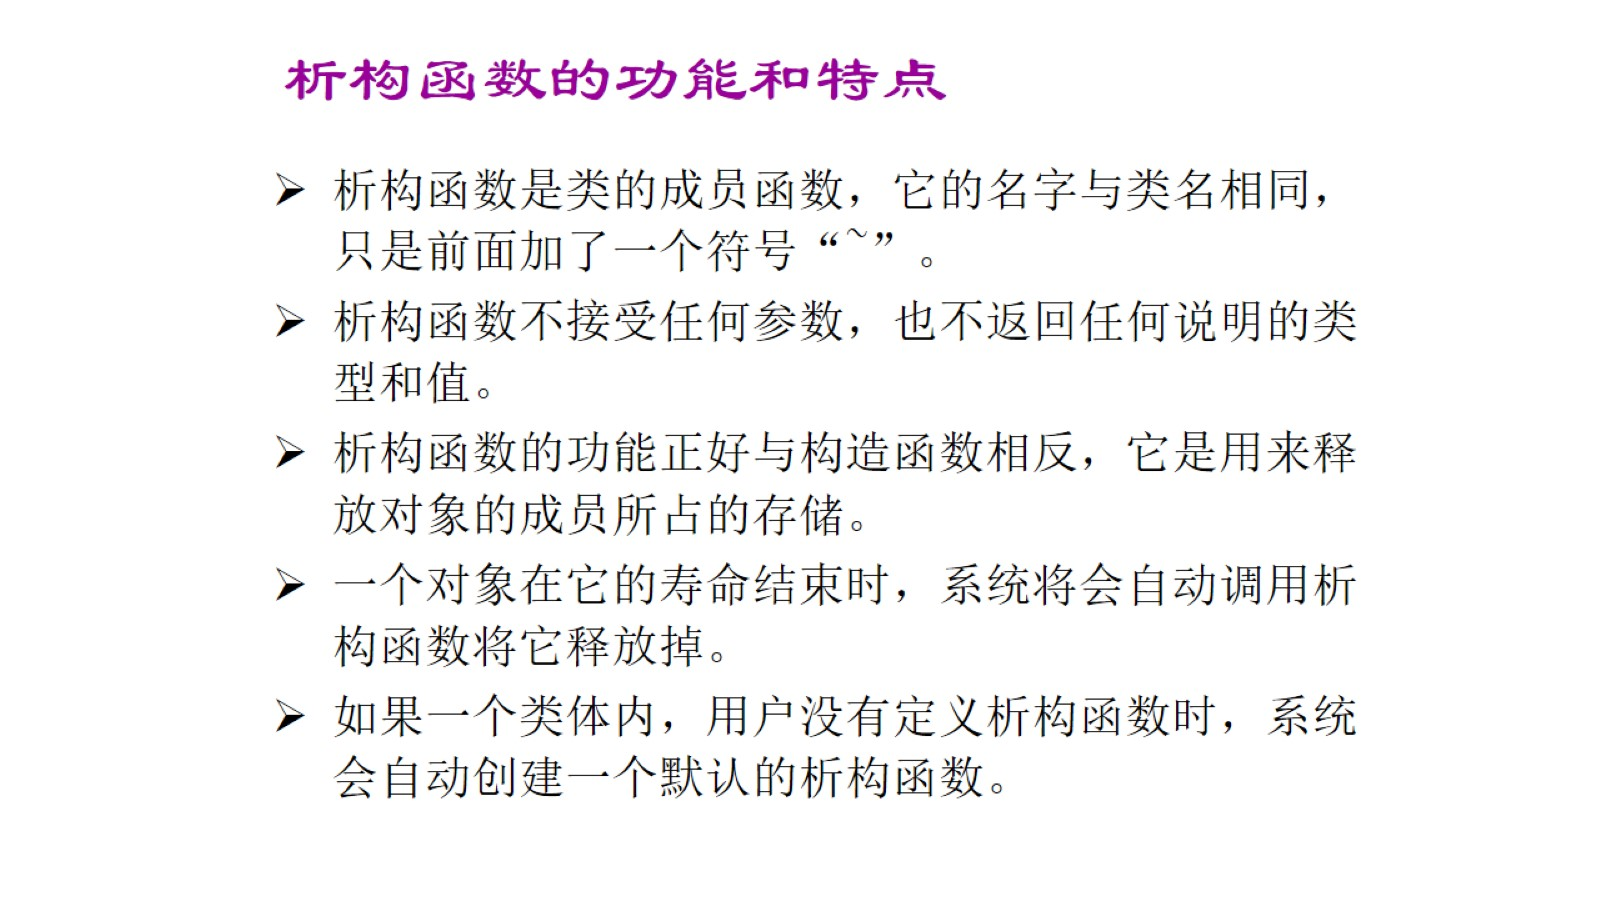 析构函数的功能和特点
➢ 析构函数是类的成员函数，它的名字与类名相同，
只是前面加了一个符号“~”。
➢ 析构函数不接受任何参数，也不返回任何说明的类
型和值。
➢ 析构函数的功能正好与构造函数相反，它是用来释
放对象的成员所占的存储。
➢ 一个对象在它的寿命结束时，系统将会自动调用析
构函数将它释放掉。
➢ 如果一个类体内，用户没有定义析构函数时，系统
会自动创建一个默认的析构函数。